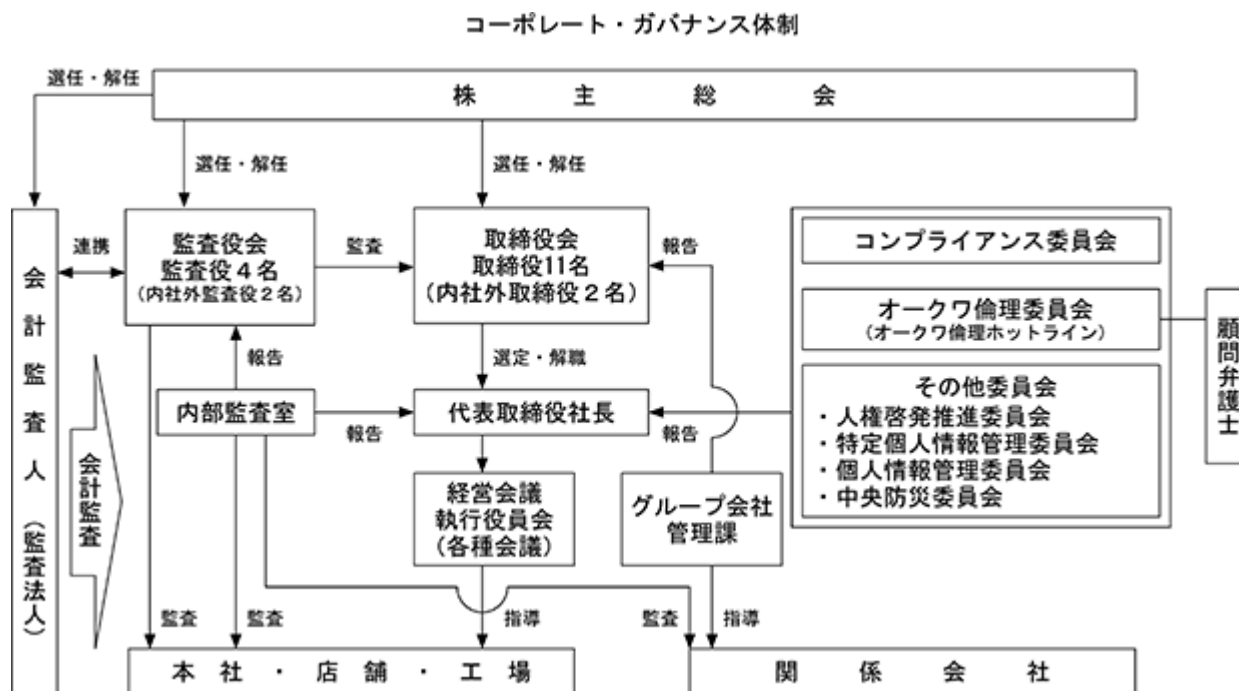 コーポレート・ガバナンス体制
選任・解任
株主総会
選任・解任
選任・解任
会計監査人（監査法人）
連携
監査役会
監査役４名
(内社外監査役２名)
監査
取締役会
取締役11名
(内社外取締役２名)
報告
コンプライアンス委員会
オークワ倫理委員会
(オークワ倫理ホットライン)
顧問弁護士
報告
選定・解職
内部監査室
報告
代表取締役社長
報告
その他委員会
・人権啓発推進委員会
・特定個人情報管理委員会
・個人情報管理委員会
・中央防災委員会
会計監査
経営会議
執行役員会
(各種会議)
グループ会社
管理課
監査
監査
指導
監査
指導
本社・店舗・工場
関係会社